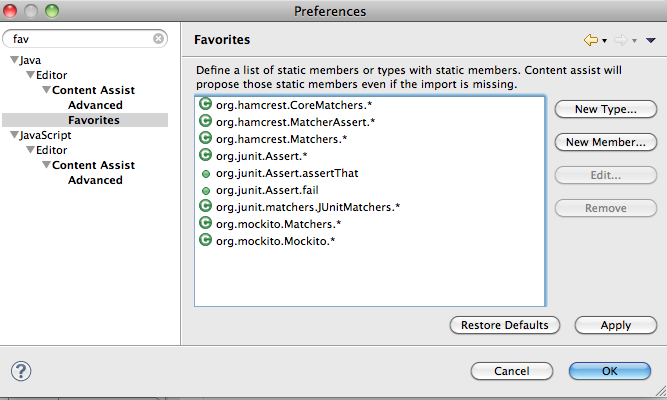 Preferences
fav
Java
Editor
Content Assist
Advanced
Favorites
JavaScript
Editor
Content Assist
Advanced
Favorites
Define a list of static members or types with static members. Content assist will
propose those static members even if the import is missing.
C org.hamcrest.CoreMatchers.*
C org.hamcrest.MatcherAssert.*
C org.hamcrest.Matchers.*
C org.junit.Assert.*
org.junit.Assert.assertThat
org.junit.Assert.fail
C org.junit.matchers.JUnitMatchers.*
C org.mockito.Matchers.*
C org.mockito.Mockito.*
New Type...
New Member...
Edit...
Remove
Restore Defaults Apply
? Cancel OK